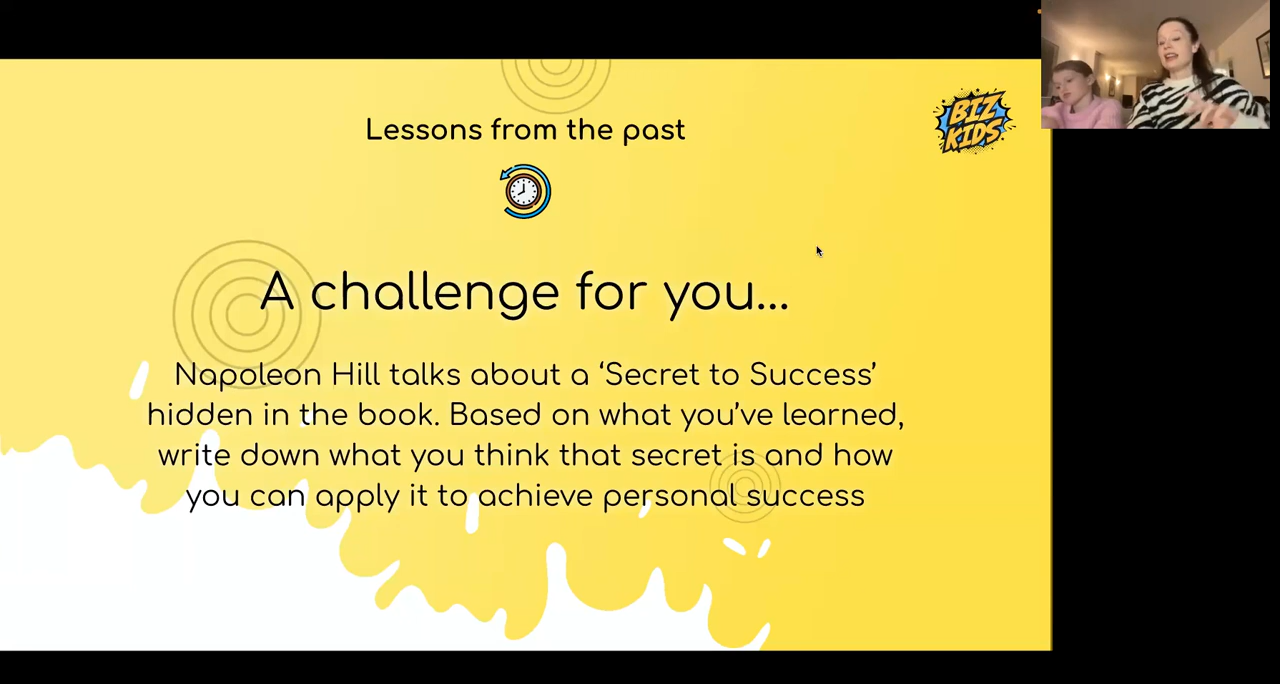 Lessons from the past
BIZ
KIDS
A challenge for you...
Napoleon Hill talks about a ‘Secret to Success’
hidden in the book. Based on what you’ve learned,
write down what you think that secret is and how
you can apply it to achieve personal success